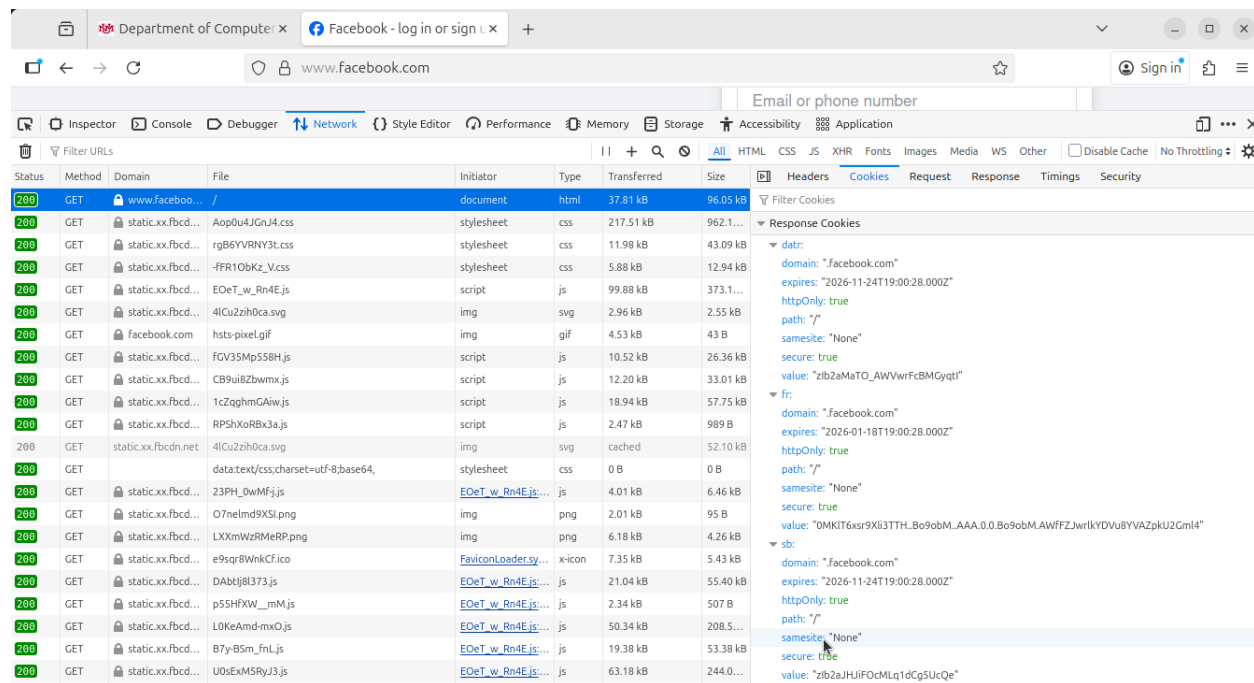 Department of Computer
Facebook - log in or sign u
www.facebook.com
Sign in
Email or phone number
Inspector Console Debugger Network {} Style Editor Performance Memory Storage Accessibility Application
Filter URLs
All HTML CSS JS XHR Fonts Images Media WS Other Disable Cache No Throttling
Status Method Domain File Initiator Type Transferred Size Headers Cookies Request Response Timings Security
200 GET www.faceboo... / document html 37.81 kB 96.05 kB
200 GET static.xx.fbcd... Aop0u4JGnJ4.css stylesheet css 217.51 kB 962.1...
200 GET static.xx.fbcd... rgB6YVRNY3t.css stylesheet css 11.98 kB 43.09 kB
200 GET static.xx.fbcd... -fFR1ObKz_V.css stylesheet css 5.88 kB 12.94 kB
200 GET static.xx.fbcd... EOeT_w_Rn4E.js script js 99.88 kB 373.1...
200 GET static.xx.fbcd... 4lCu2zih0ca.svg img svg 2.96 kB 2.55 kB
200 GET facebook.com hsts-pixel.gif img gif 4.53 kB 43 B
200 GET static.xx.fbcd... fGV35Mp558H.js script js 10.52 kB 26.36 kB
200 GET static.xx.fbcd... CB9ui8Zbwmx.js script js 12.20 kB 33.01 kB
200 GET static.xx.fbcd... 1cZqghmGAiw.js script js 18.94 kB 57.75 kB
200 GET static.xx.fbcd... RPShXoRBx3a.js script js 2.47 kB 989 B
200 GET static.xx.fbcdn.net 4lCu2zih0ca.svg img svg cached 52.10 kB
200 GET data:text/css;charset=utf-8;base64, stylesheet css 0 B 0 B
200 GET static.xx.fbcd... 23PH_0wMf-j.js EOeT_w_Rn4E.js:... js 4.01 kB 6.46 kB
200 GET static.xx.fbcd... O7nelmd9XSI.png img png 2.01 kB 95 B
200 GET static.xx.fbcd... LXXmWzRMeRP.png img png 6.18 kB 4.26 kB
200 GET static.xx.fbcd... e9sqr8WnkCf.ico FaviconLoader.sy... x-icon 7.35 kB 5.43 kB
200 GET static.xx.fbcd... DAbtIj8l373.js EOeT_w_Rn4E.js:... js 21.04 kB 55.40 kB
200 GET static.xx.fbcd... p55HfXW__mM.js EOeT_w_Rn4E.js:... js 2.34 kB 507 B
200 GET static.xx.fbcd... L0KeAmd-mxO.js EOeT_w_Rn4E.js:... js 50.34 kB 208.5...
200 GET static.xx.fbcd... B7y-BSm_fnL.js EOeT_w_Rn4E.js:... js 19.38 kB 53.38 kB
200 GET static.xx.fbcd... U0sExM5RyJ3.js EOeT_w_Rn4E.js:... js 63.18 kB 244.0...
Filter Cookies
Response Cookies
datr:
domain: ".facebook.com"
expires: "2026-11-24T19:00:28.000Z"
httpOnly: true
path: "/"
samesite: "None"
secure: true
value: "zIb2aMaTO_AWVwrFcBMGyqtI"
fr:
domain: ".facebook.com"
expires: "2026-01-18T19:00:28.000Z"
httpOnly: true
path: "/"
samesite: "None"
secure: true
value: "0MKlT6xsr9Xli3TTH..Bo9obM..AAA.0.0.Bo9obM.AWfFZJwrlkYDVu8YVAZpkU2Gml4"
sb:
domain: ".facebook.com"
expires: "2026-11-24T19:00:28.000Z"
httpOnly: true
path: "/"
samesite: "None"
secure: true
value: "zIb2aJHJiFOcMLq1dCg5UcQe"